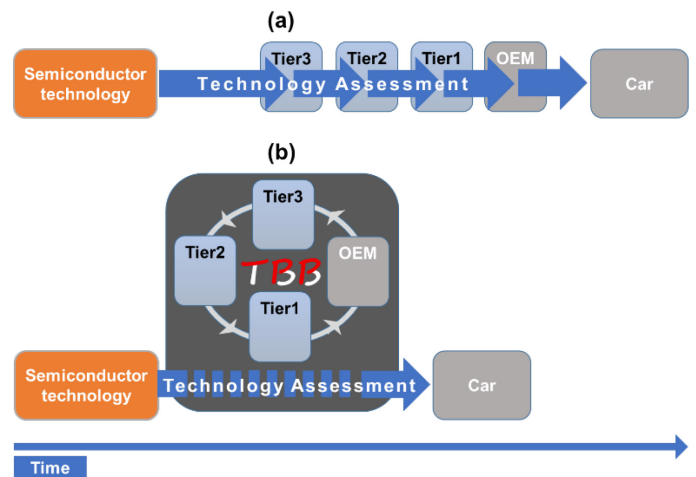 (a)
Tier3 Tier2 Tier1 OEM
Semiconductor
technology
Technology Assessment
Car
(b)
Tier3
Tier2
OEM
TBB
Tier1
Semiconductor
technology
Technology Assessment
Car
Time